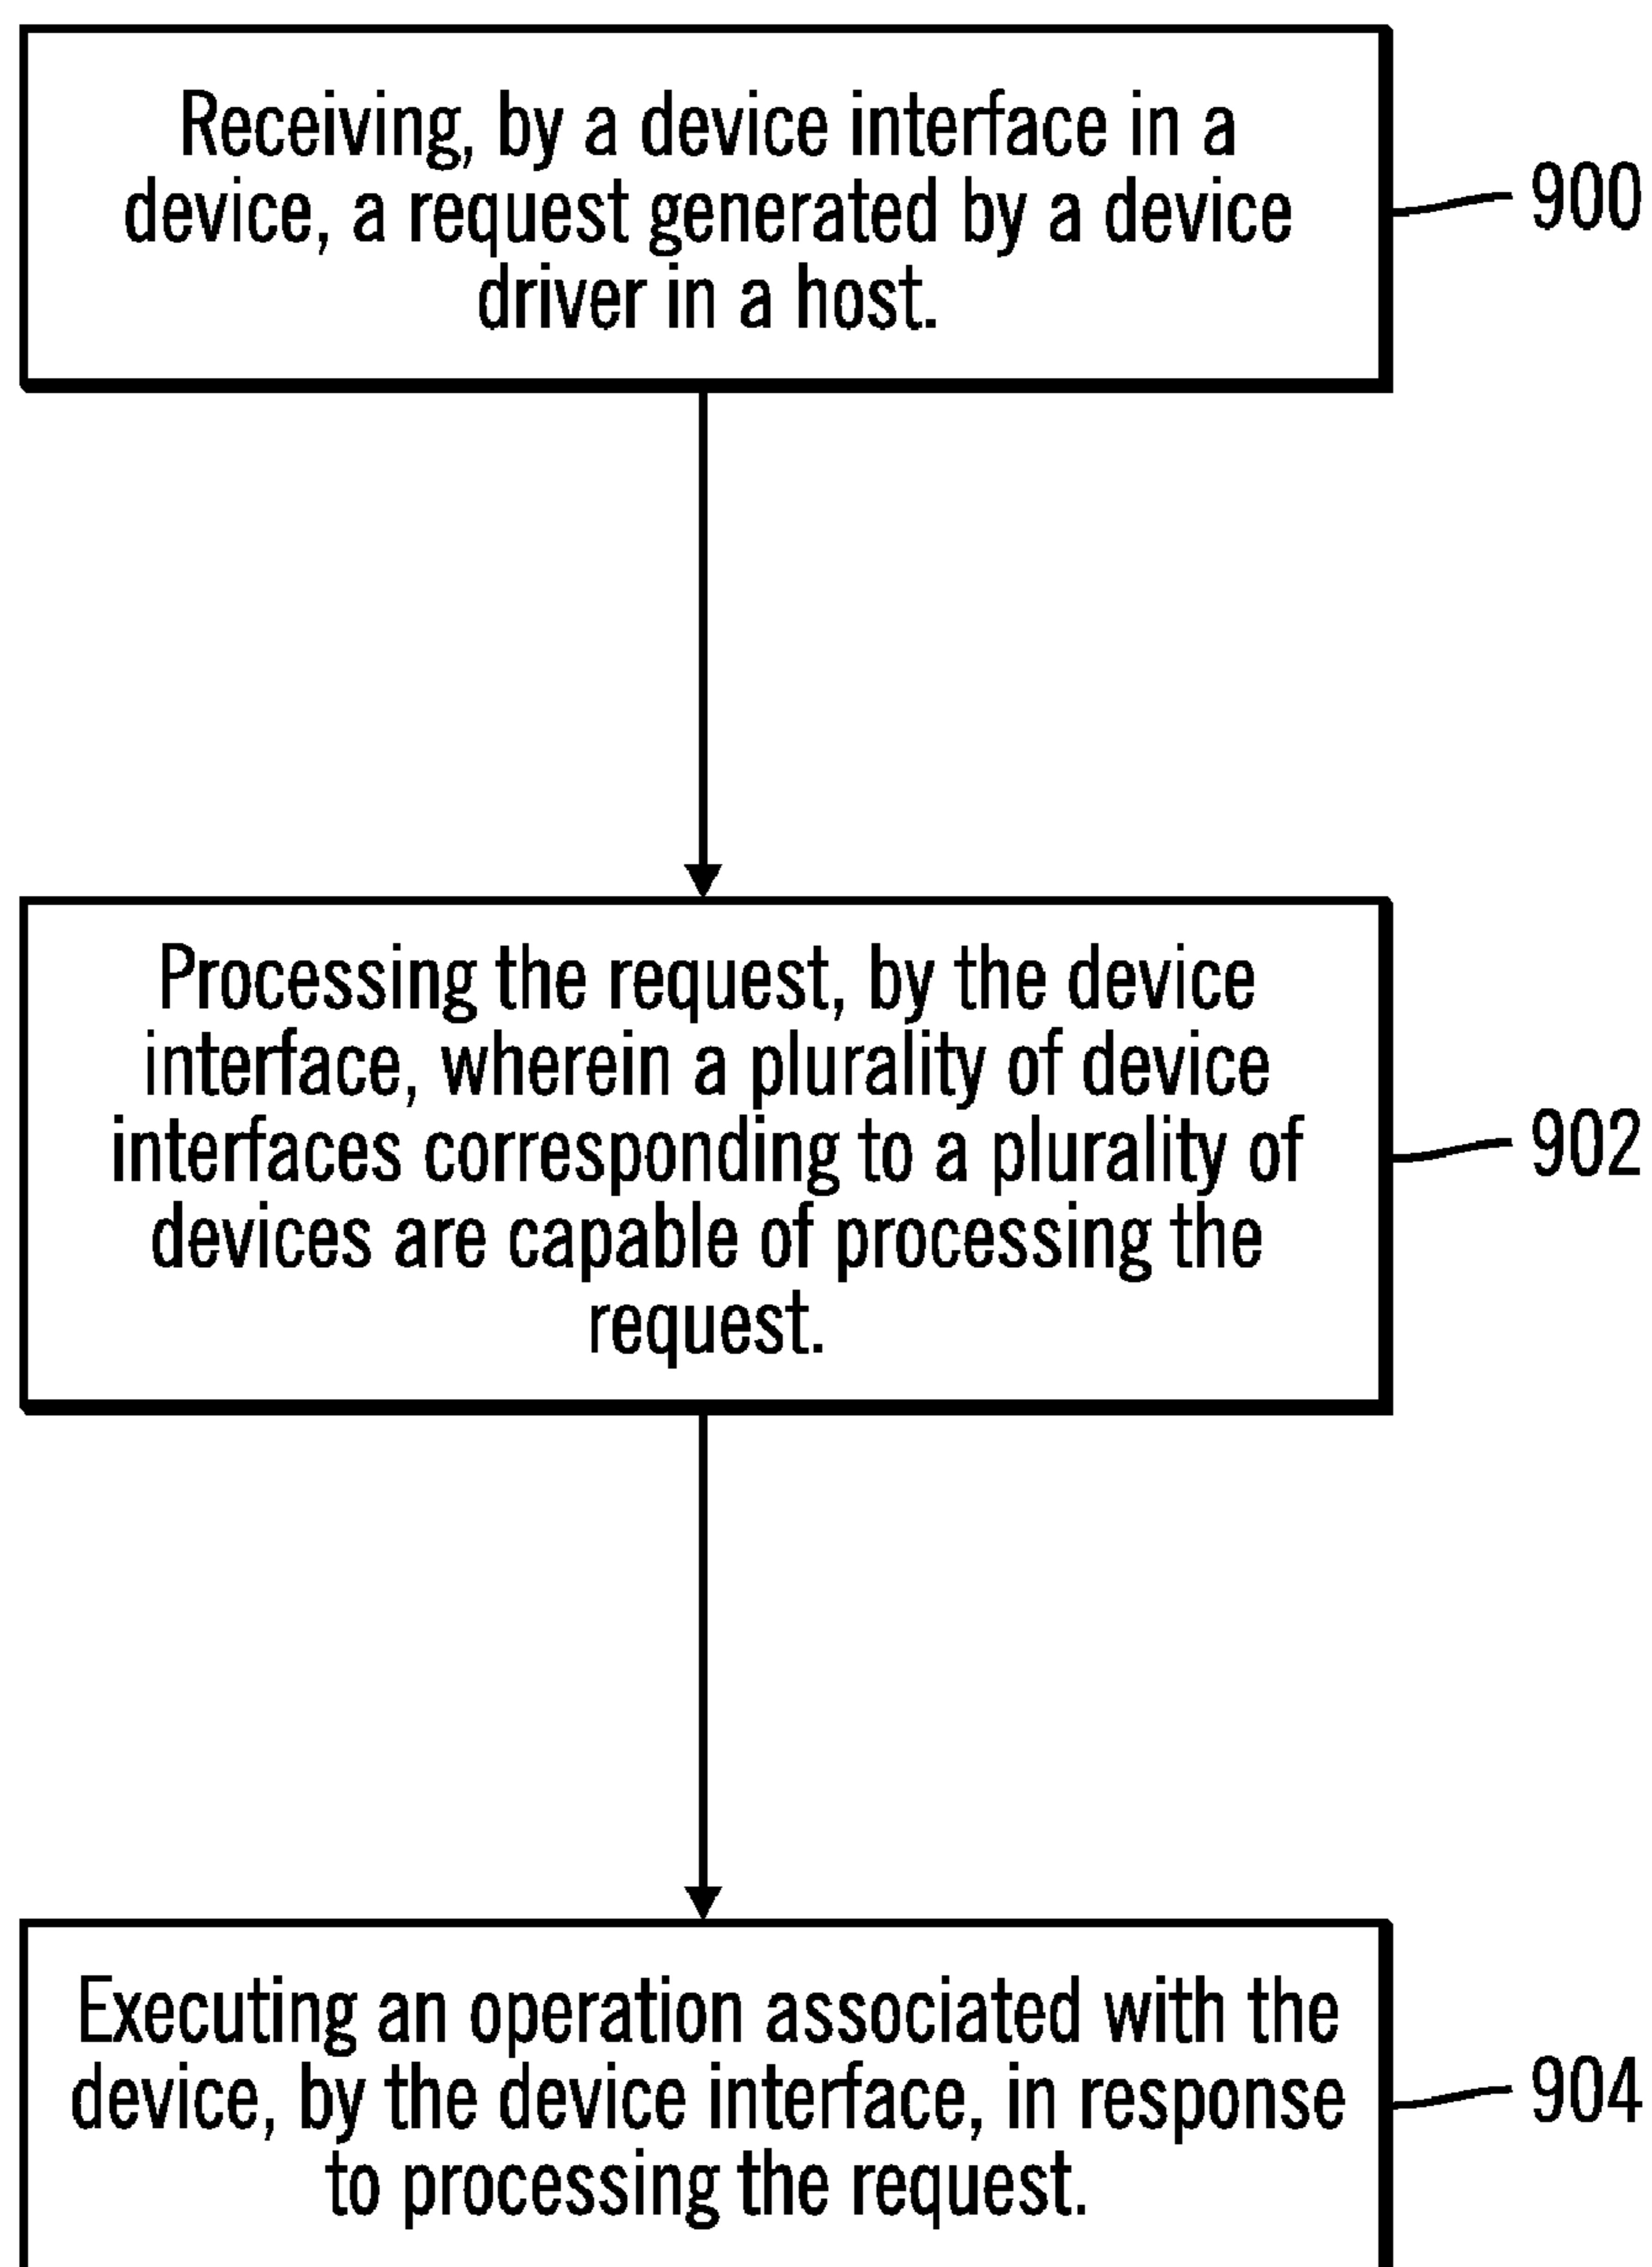 Receiving, by a device interface in a
device, a request generated by a device
driver in a host.
900
Processing the request, by the device
interface, wherein a plurality of device
interfaces corresponding to a plurality of
devices are capable of processing the
request.
902
Executing an operation associated with the
device, by the device interface, in response
to processing the request.
904